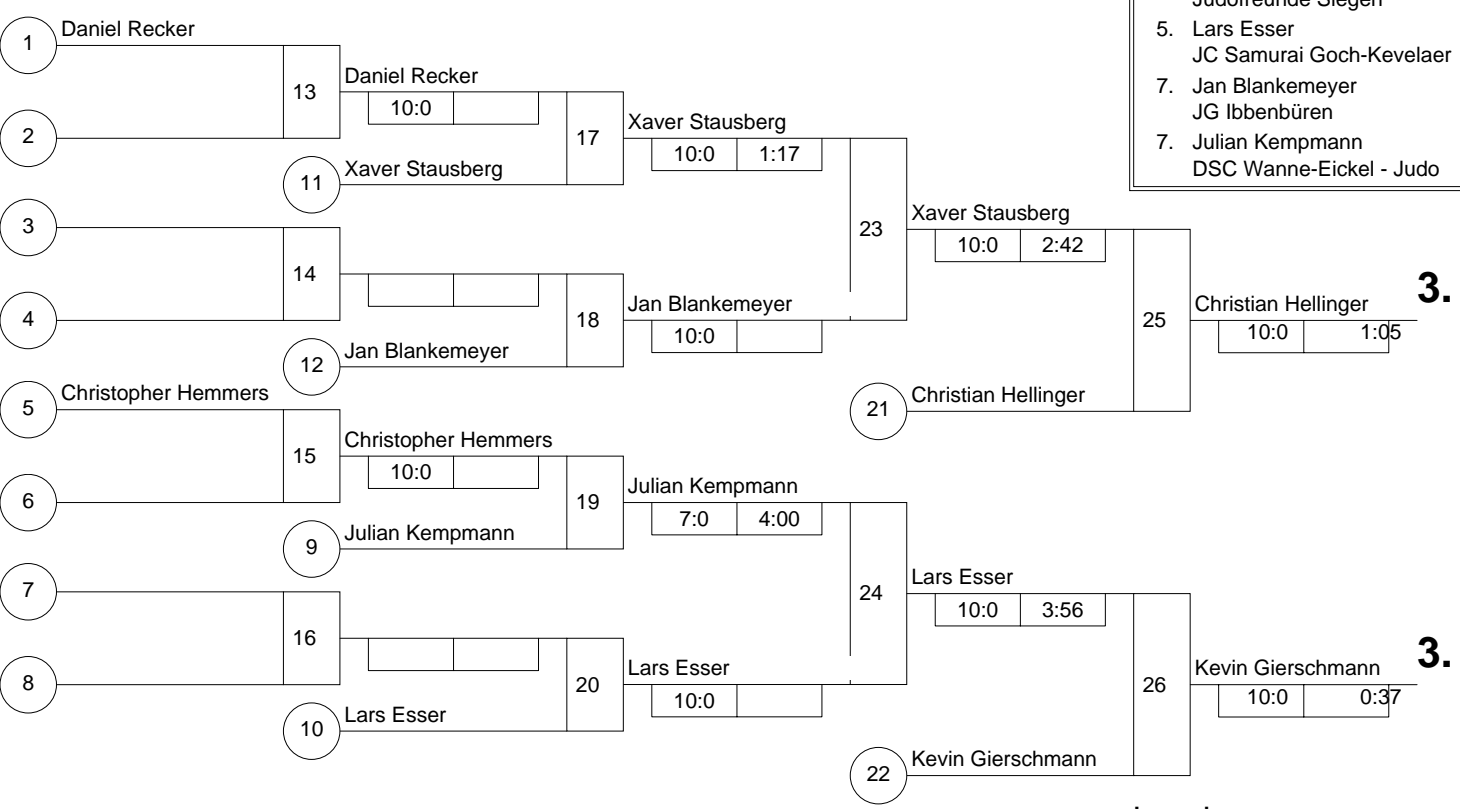 Judofreunde Siegen
5. Lars Esser
JC Samurai Goch-Kevelaer
7. Jan Blankemeyer
JG Ibbenbüren
7. Julian Kempmann
DSC Wanne-Eickel - Judo
1 Daniel Recker
13 Daniel Recker
10:0
2
17 Xaver Stausberg
10:0 1:17
11 Xaver Stausberg
3
23 Xaver Stausberg
10:0 2:42
14
4
18 Jan Blankemeyer
10:0
12 Jan Blankemeyer
25 Christian Hellinger 3.
10:0 1:05
5 Christopher Hemmers
21 Christian Hellinger
15 Christopher Hemmers
10:0
6
19 Julian Kempmann
7:0 4:00
9 Julian Kempmann
7
24 Lars Esser
10:0 3:56
16
8
20 Lars Esser
10:0
10 Lars Esser
26 Kevin Gierschmann 3.
10:0 0:37
22 Kevin Gierschmann